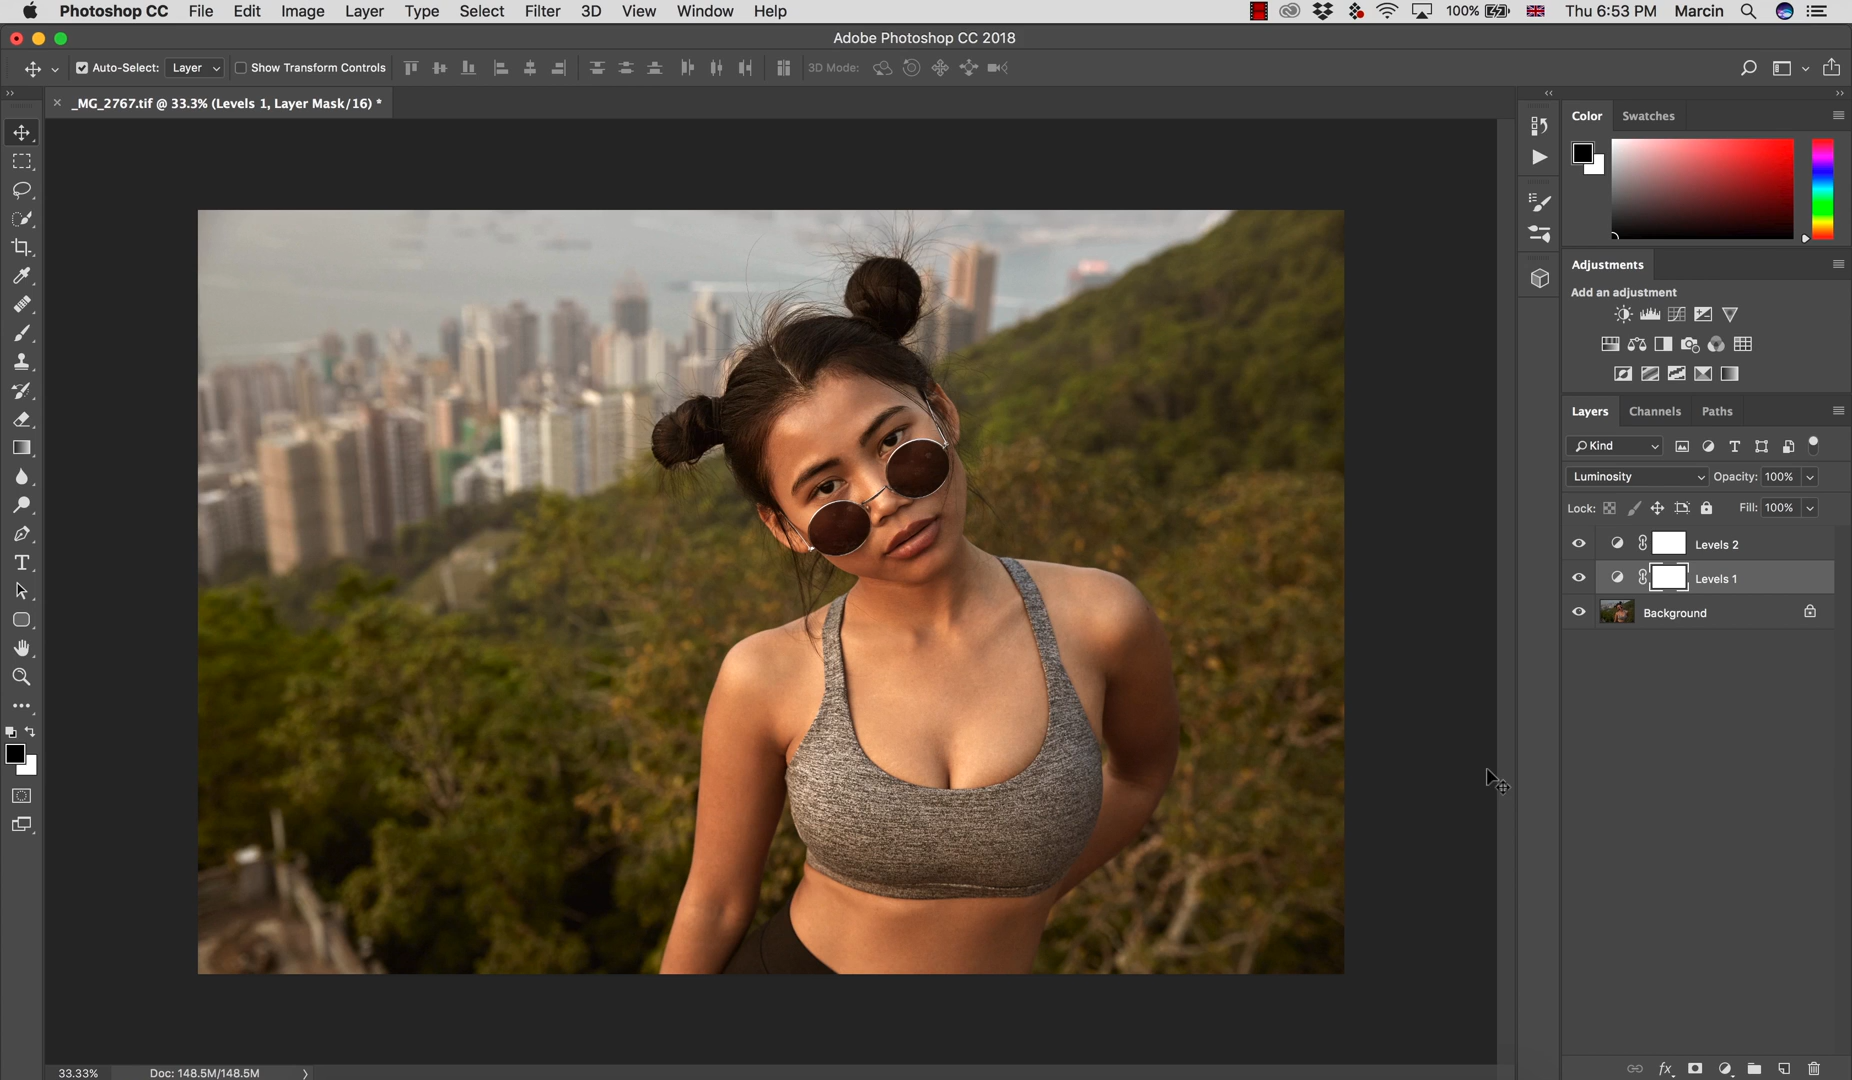 Photoshop CC File Edit Image Layer Type Select Filter 3D View Window Help 100% Thu 6:53 PM Marcin
Adobe Photoshop CC 2018
Auto-Select: Layer Show Transform Controls 3D Mode:
_MG_2767.tif @ 33.3% (Levels 1, Layer Mask/16) *
Color Swatches
Adjustments
Add an adjustment
Layers Channels Paths
Kind
Luminosity Opacity: 100%
Lock: Fill: 100%
Levels 2
Levels 1
Background
33.33% Doc: 148.5M/148.5M